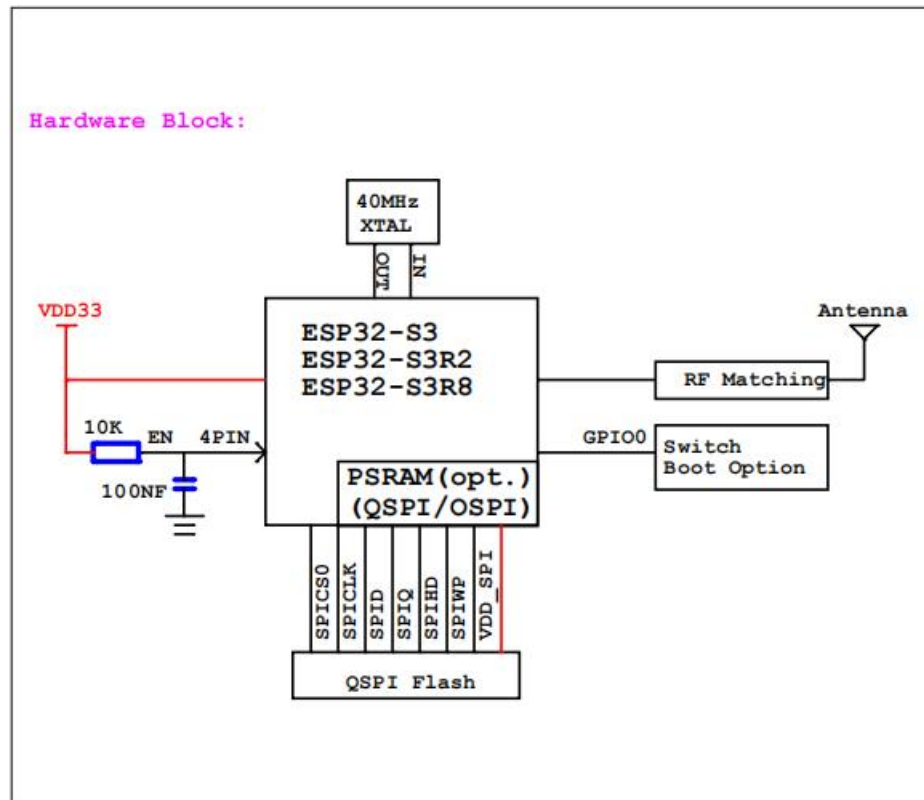 Hardware Block:
40MHz
XTAL
OUT
IN
VDD33
ESP32-S3
ESP32-S3R2
ESP32-S3R8
Antenna
RF Matching
10K
EN
4PIN
100NF
GPIO0
Switch
Boot Option
PSRAM(opt.)
(QSPI/OSPI)
SPICS0
SPICLK
SPID
SPIQ
SPIHD
SPIWP
VDD_SPI
QSPI Flash